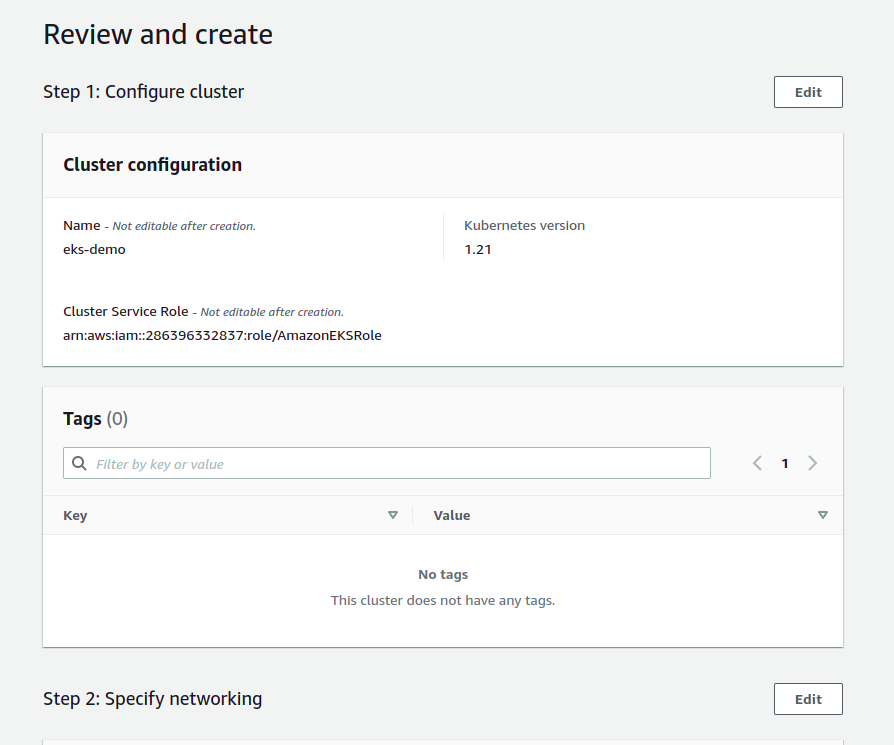 Review and create
Step 1: Configure cluster
Edit
Cluster configuration
Name - Not editable after creation.
eks-demo
Kubernetes version
1.21
Cluster Service Role - Not editable after creation.
arn:aws:iam::286396332837:role/AmazonEKSRole
Tags (0)
Filter by key or value
1
Key
Value
No tags
This cluster does not have any tags.
Step 2: Specify networking
Edit